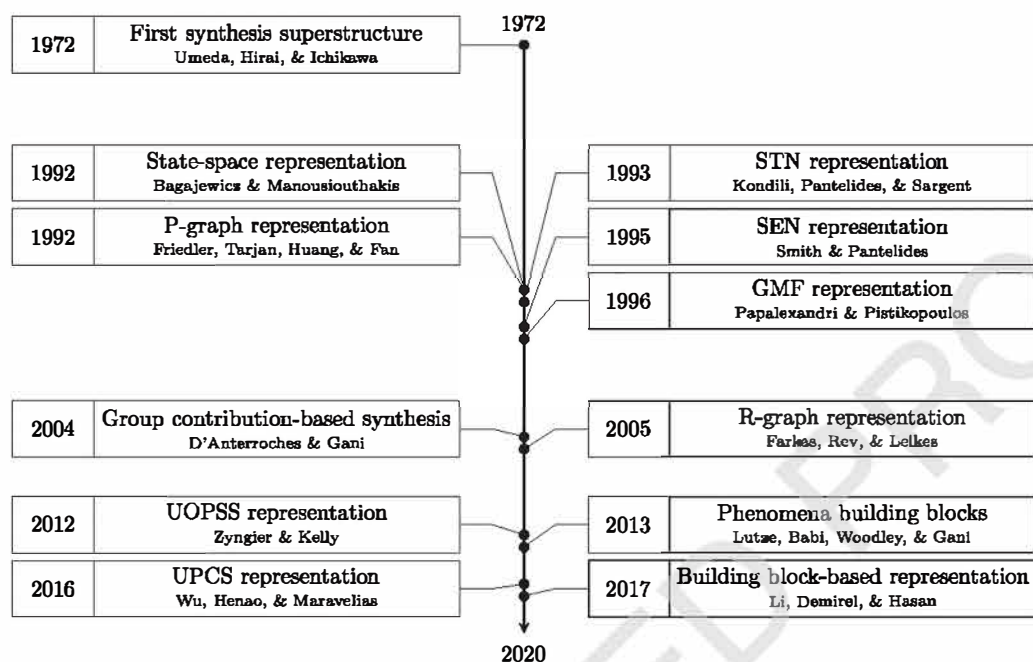 1972
1972
First synthesis superstructure
Umeda, Hirai, & Ichikawa
1992
State-space representation
Bagajewicz & Manousiouthakis
1993
STN representation
Kondili, Pantelides, & Sargent
1992
P-graph representation
Friedler, Tarjan, Huang, & Fan
1995
SEN representation
Smith & Pantelides
1996
GMF representation
Papalexandri & Pistikopoulos
2004
Group contribution-based synthesis
D'Anterroches & Gani
2005
R-graph representation
Farkas, Rev, & Lelkes
2012
UOPSS representation
Zyngier & Kelly
2013
Phenomena building blocks
Lutze, Babi, Woodley, & Gani
2016
UPCS representation
Wu, Henao, & Maravelias
2017
Building block-based representation
Li, Demirel, & Hasan
2020
ED PRO